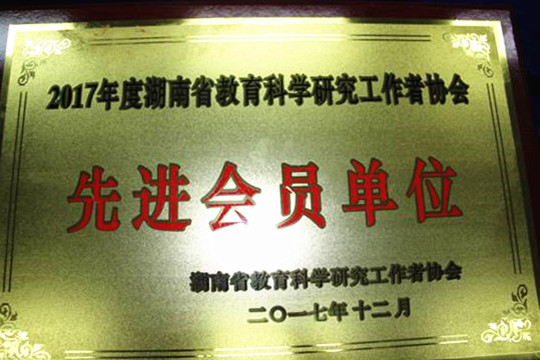 2017年度湖南省教育科学研究工作者协会
先进会员单位
湖南省教育科学研究工作者协会
二〇一七年十二月